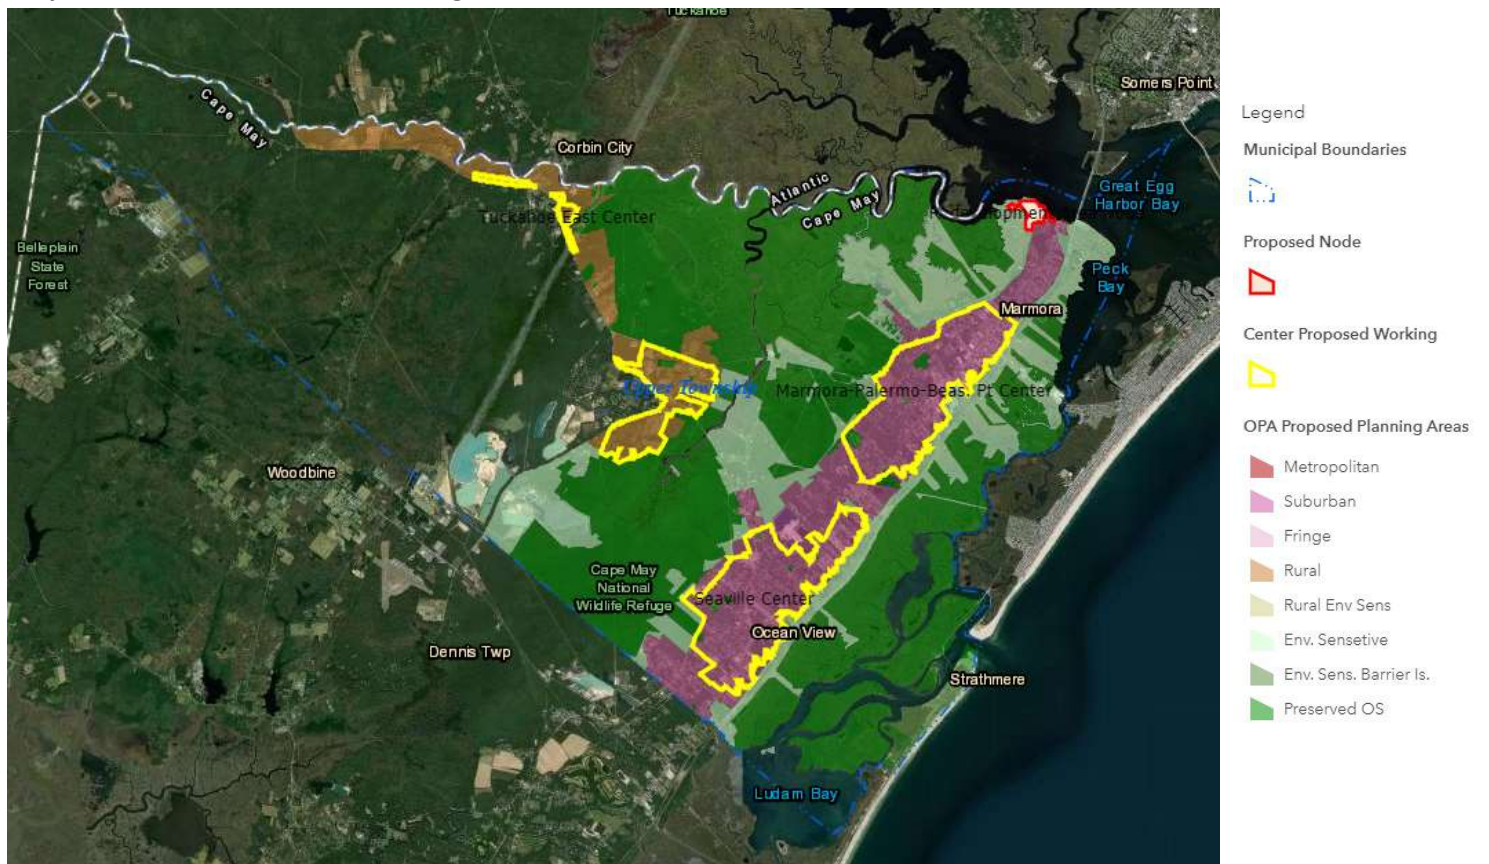 Tuckahoe
Somers Point
Cape May
Corbin City
Atlantic
Cape May
Great Egg
Harbor Bay
Tuckahoe East Center
Belleplain
State
Forest
Peck
Bay
Marmora
Upper Township
Marmora-Palermo-Beas. Pt Center
Woodbine
Cape May
National
Wildlife Refuge
Seaville Center
Ocean View
Dennis Twp
Strathmere
Ludam Bay
Legend
Municipal Boundaries
Proposed Node
Center Proposed Working
OPA Proposed Planning Areas
Metropolitan
Suburban
Fringe
Rural
Rural Env Sens
Env. Sensetive
Env. Sens. Barrier Is.
Preserved OS